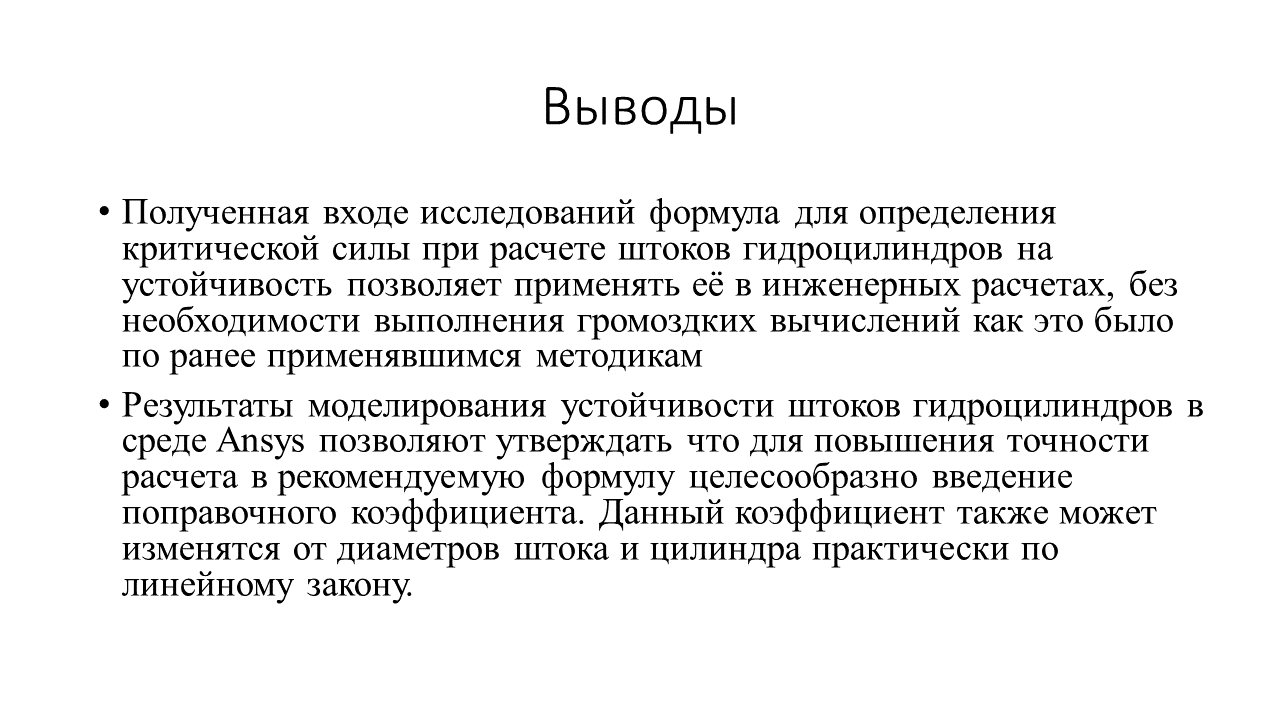 Выводы
• Полученная входе исследований формула для определения
критической силы при расчете штоков гидроцилиндров на
устойчивость позволяет применять её в инженерных расчетах, без
необходимости выполнения громоздких вычислений как это было
по ранее применявшимся методикам
• Результаты моделирования устойчивости штоков гидроцилиндров в
среде Ansys позволяют утверждать что для повышения точности
расчета в рекомендуемую формулу целесообразно введение
поправочного коэффициента. Данный коэффициент также может
изменятся от диаметров штока и цилиндра практически по
линейному закону.